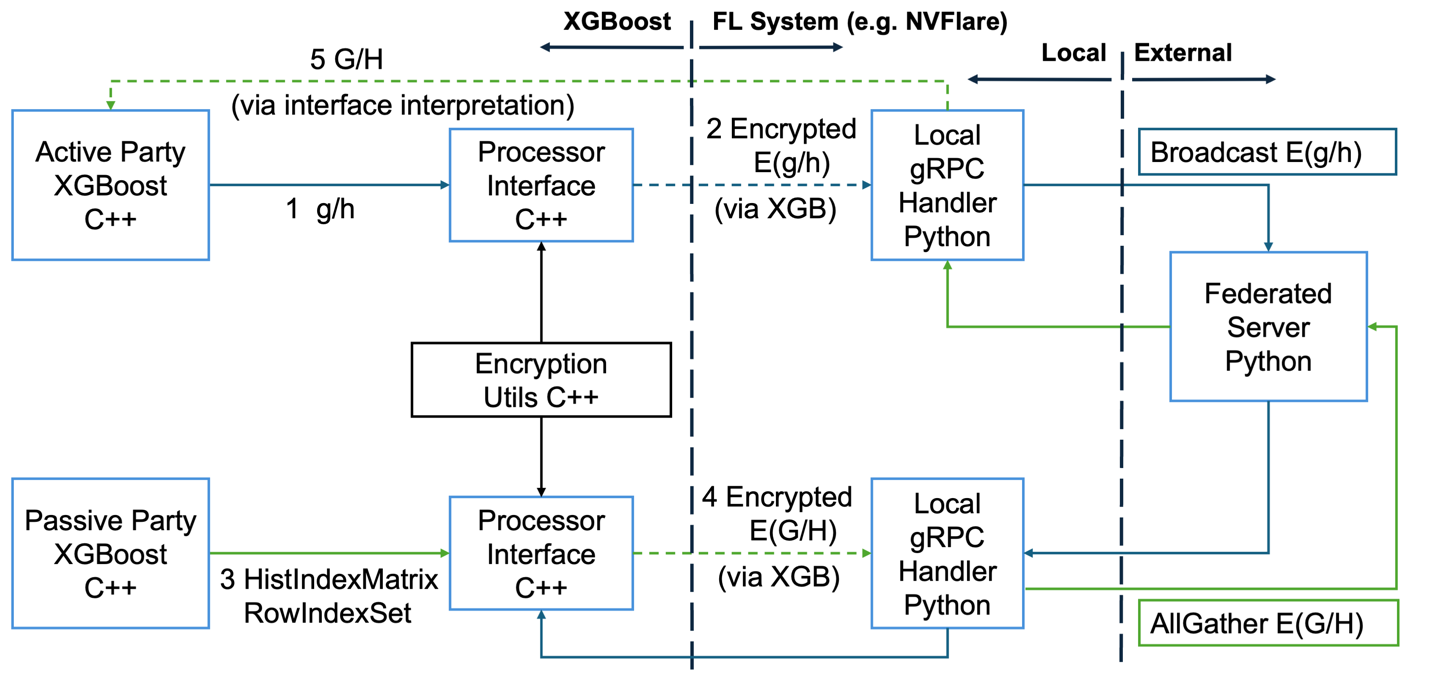 XGBoost
FL System (e.g. NVFlare)
Local
External
5 G/H
(via interface interpretation)
Active Party
XGBoost
C++
1 g/h
Processor
Interface
C++
2 Encrypted
E(g/h)
(via XGB)
Local
gRPC
Handler
Python
Broadcast E(g/h)
Federated
Server
Python
Encryption
Utils C++
Passive Party
XGBoost
C++
3 HistIndexMatrix
RowIndexSet
Processor
Interface
C++
4 Encrypted
E(G/H)
(via XGB)
Local
gRPC
Handler
Python
AllGather E(G/H)